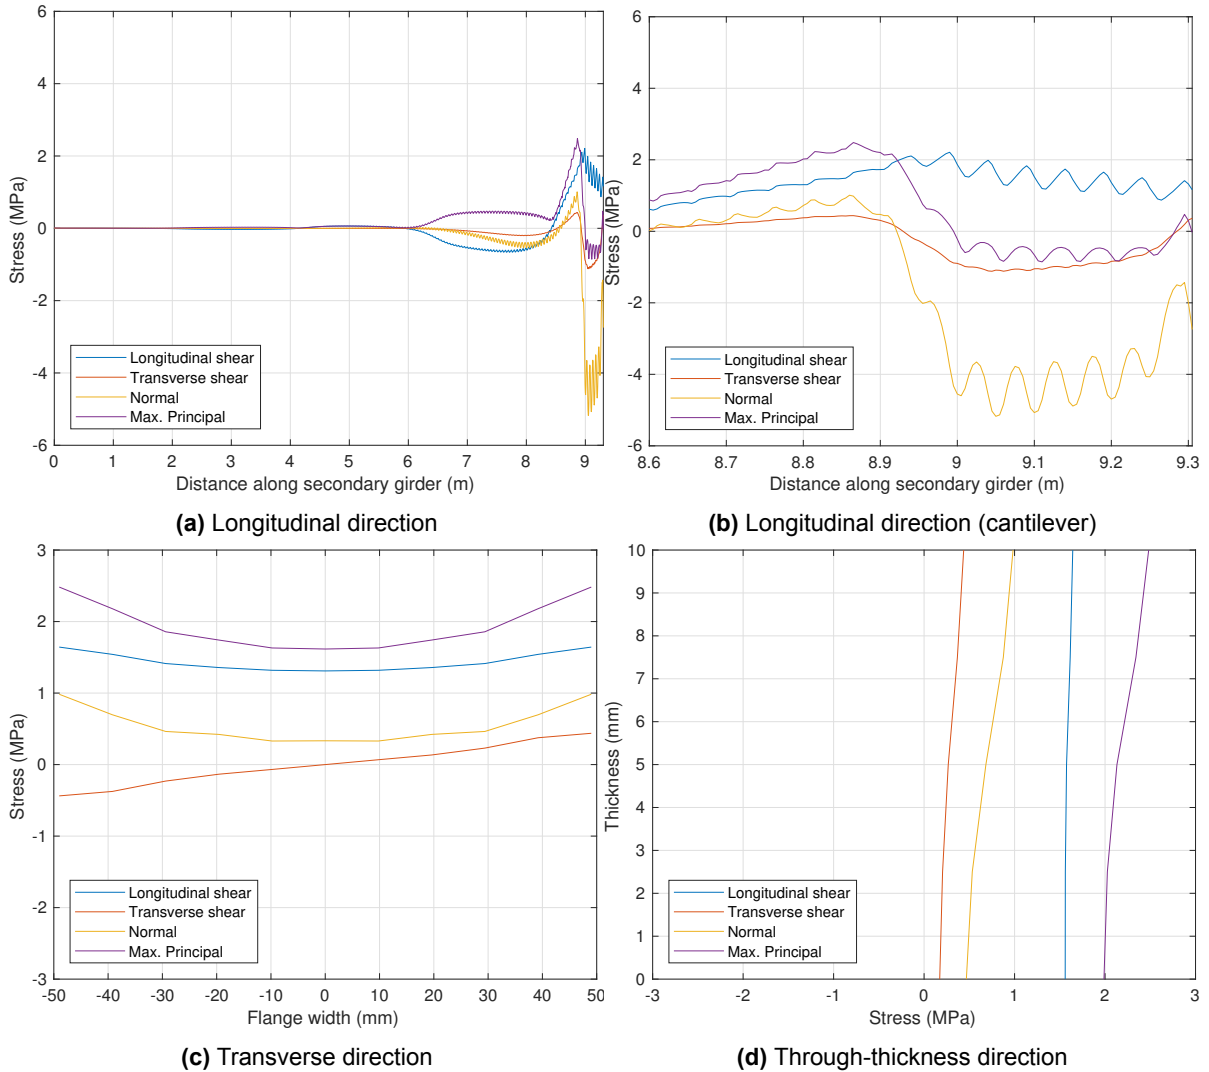 6
4
2
0
-2
-4
-6
Stress (MPa)
Longitudinal shear
Transverse shear
Normal
Max. Principal
0 1 2 3 4 5 6 7 8 9
Distance along secondary girder (m)
(a) Longitudinal direction
6
4
2
0
-2
-4
-6
Stress (MPa)
Longitudinal shear
Transverse shear
Normal
Max. Principal
8.6 8.7 8.8 8.9 9 9.1 9.2 9.3
Distance along secondary girder (m)
(b) Longitudinal direction (cantilever)
3
2
1
0
-1
-2
-3
Stress (MPa)
Longitudinal shear
Transverse shear
Normal
Max. Principal
-50 -40 -30 -20 -10 0 10 20 30 40 50
Flange width (mm)
(c) Transverse direction
10
9
8
7
6
5
4
3
2
1
0
Thickness (mm)
Longitudinal shear
Transverse shear
Normal
Max. Principal
-3 -2 -1 0 1 2 3
Stress (MPa)
(d) Through-thickness direction